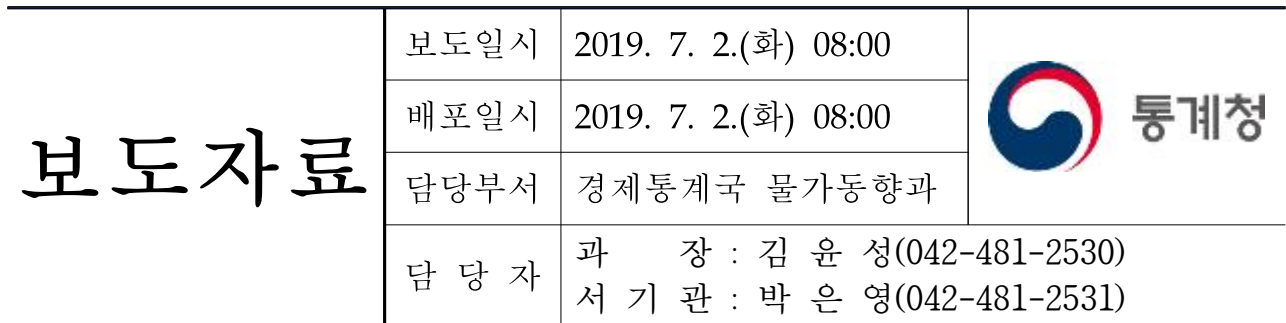 보도자료
보도일시 2019. 7. 2.(화) 08:00
배포일시 2019. 7. 2.(화) 08:00
담당부서 경제통계국 물가동향과
담 당 자 과 장 : 김 윤 성(042-481-2530)
서 기 관 : 박 은 영(042-481-2531)
통계청